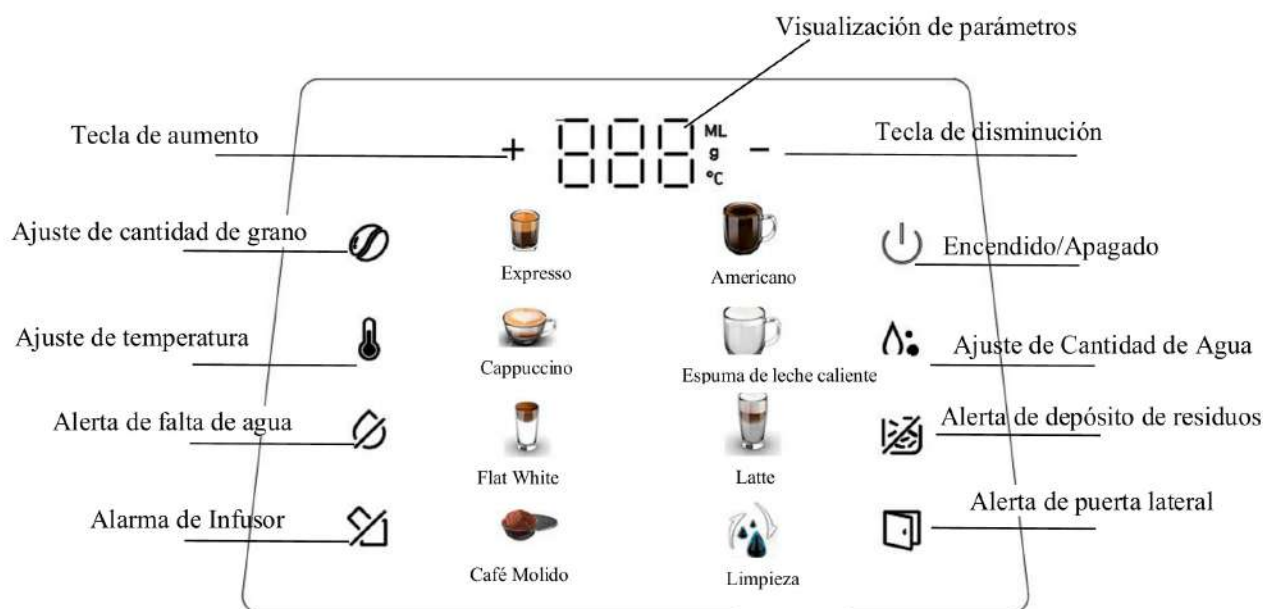 Visualización de parámetros
Tecla de aumento
+
888
ML
g
°C
-
Tecla de disminución
Ajuste de cantidad de grano
Expresso
Americano
Encendido/Apagado
Ajuste de temperatura
Cappuccino
Espuma de leche caliente
Ajuste de Cantidad de Agua
Alerta de falta de agua
Flat White
Latte
Alerta de depósito de residuos
Alarma de Infusor
Café Molido
Limpieza
Alerta de puerta lateral